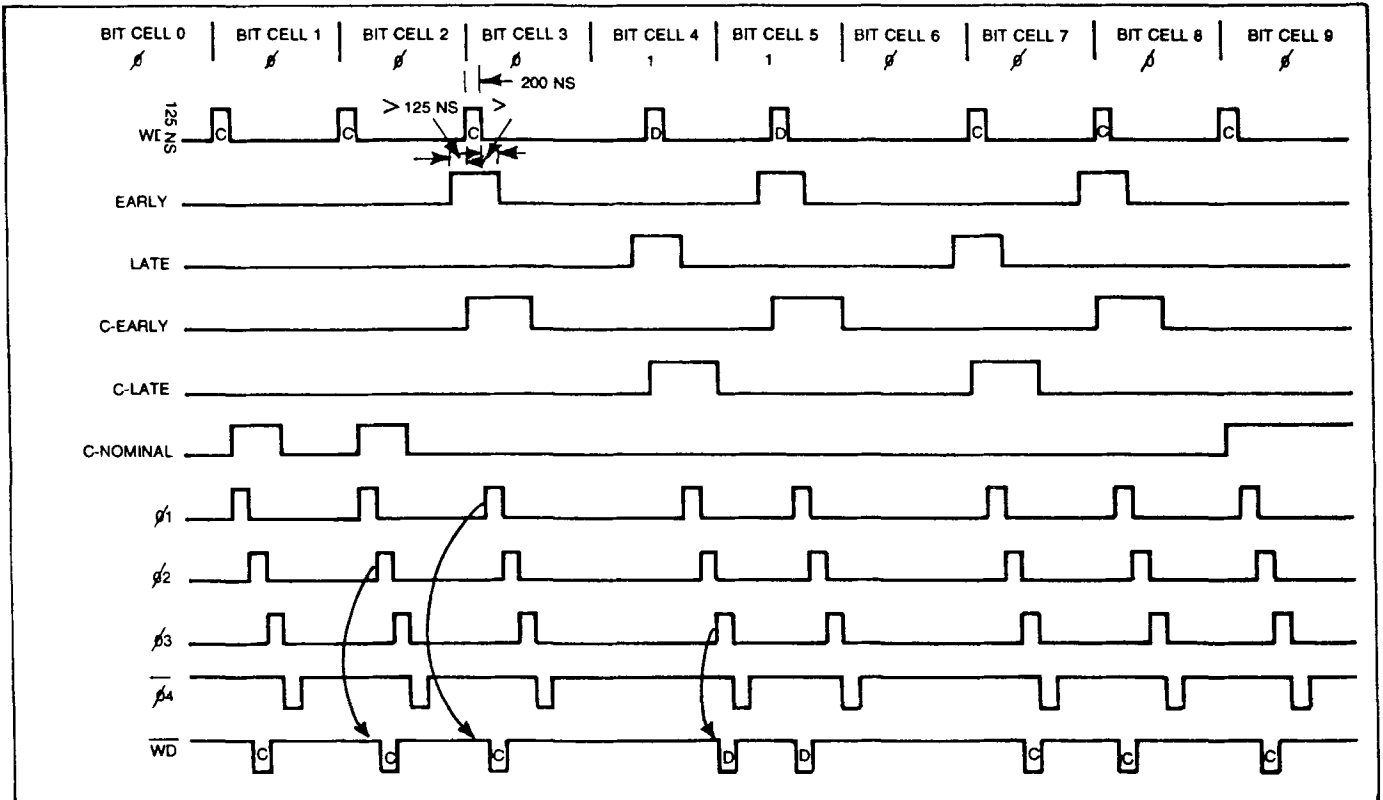 BIT CELL 0 BIT CELL 1 BIT CELL 2 BIT CELL 3 BIT CELL 4 BIT CELL 5 BIT CELL 6 BIT CELL 7 BIT CELL 8 BIT CELL 9
Ø Ø Ø Ø 1 1 Ø Ø Ø Ø
200 NS
> 125 NS >
125 NS
WD C C C D D C C C
EARLY
LATE
C-EARLY
C-LATE
C-NOMINAL
Ø1
Ø2
Ø3
Ø4
WD C C C D D C C C